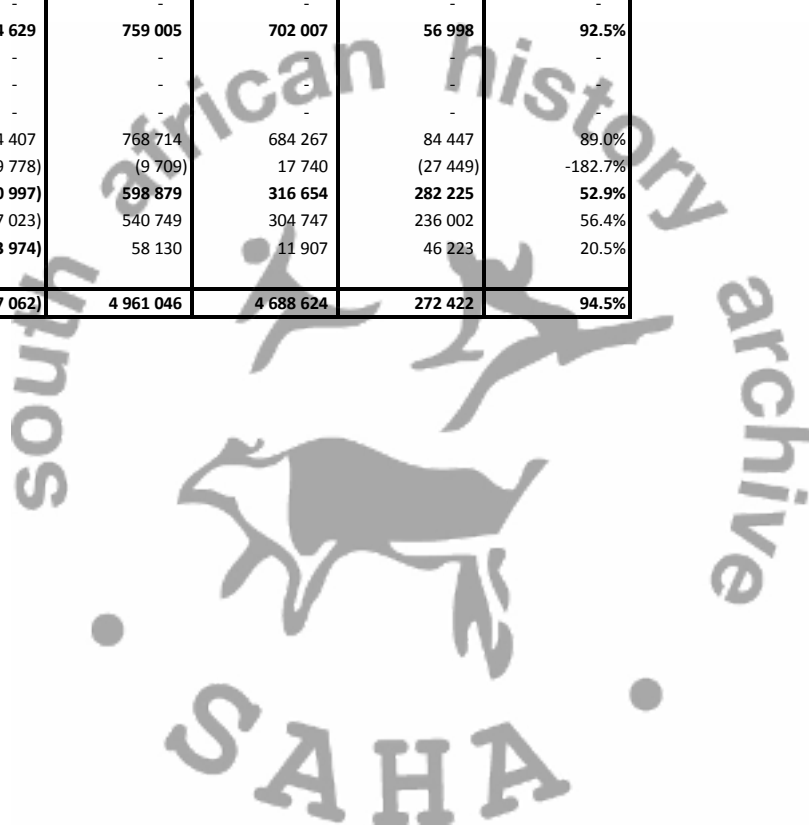 - - - - -
4 629 759 005 702 007 56 998 92.5%
- - - - -
- - - - -
- - - - -
4 407 768 714 684 267 84 447 89.0%
9 778) (9 709) 17 740 (27 449) -182.7%
0 997) 598 879 316 654 282 225 52.9%
7 023) 540 749 304 747 236 002 56.4%
3 974) 58 130 11 907 46 223 20.5%
7 062) 4 961 046 4 688 624 272 422 94.5%
south african history archive
SAHA